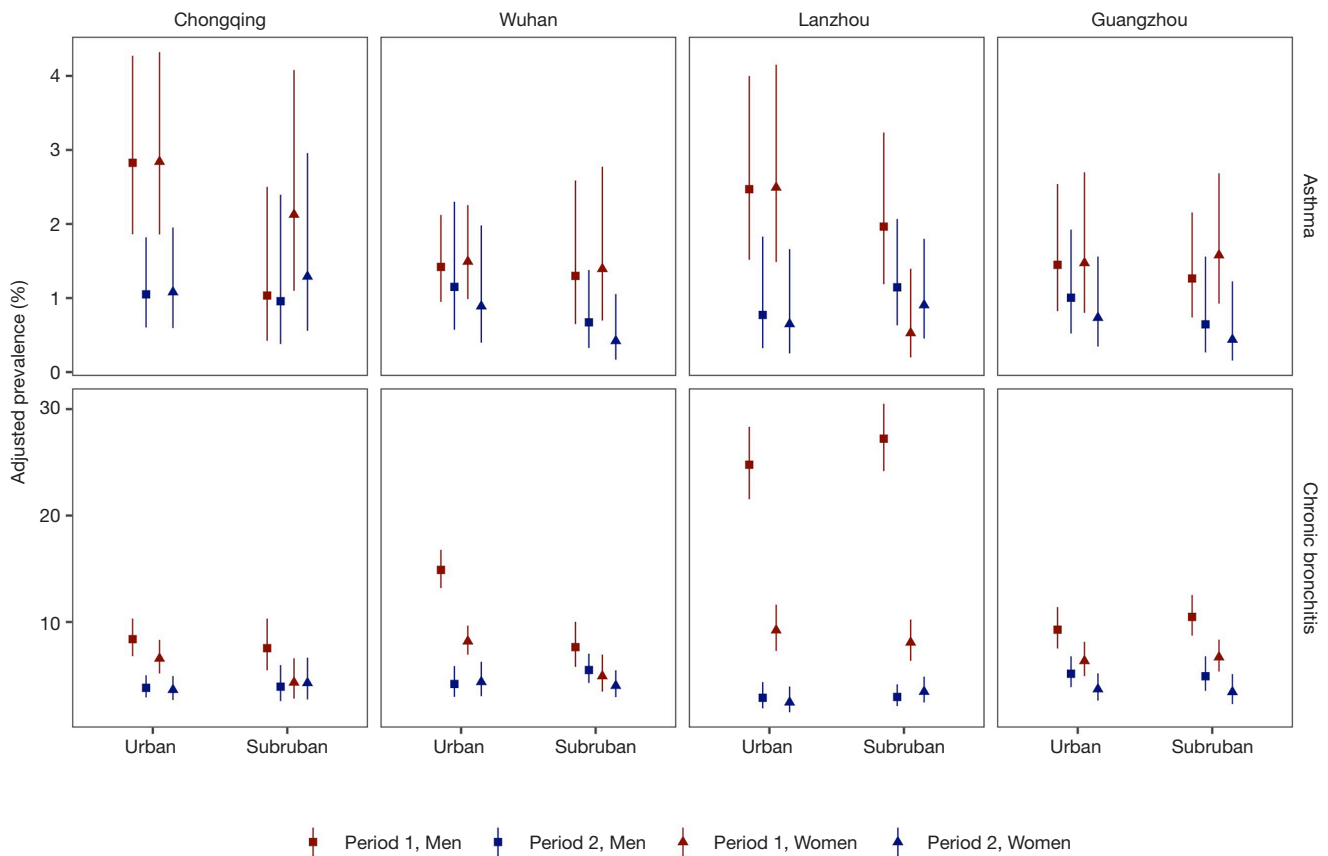 Chongqing Wuhan Lanzhou Guangzhou
Adjusted prevalence (%)
4
3
2
1
0
Asthma
30
20
10
Chronic bronchitis
Urban Subruban Urban Subruban Urban Subruban Urban Subruban
Period 1, Men Period 2, Men Period 1, Women Period 2, Women